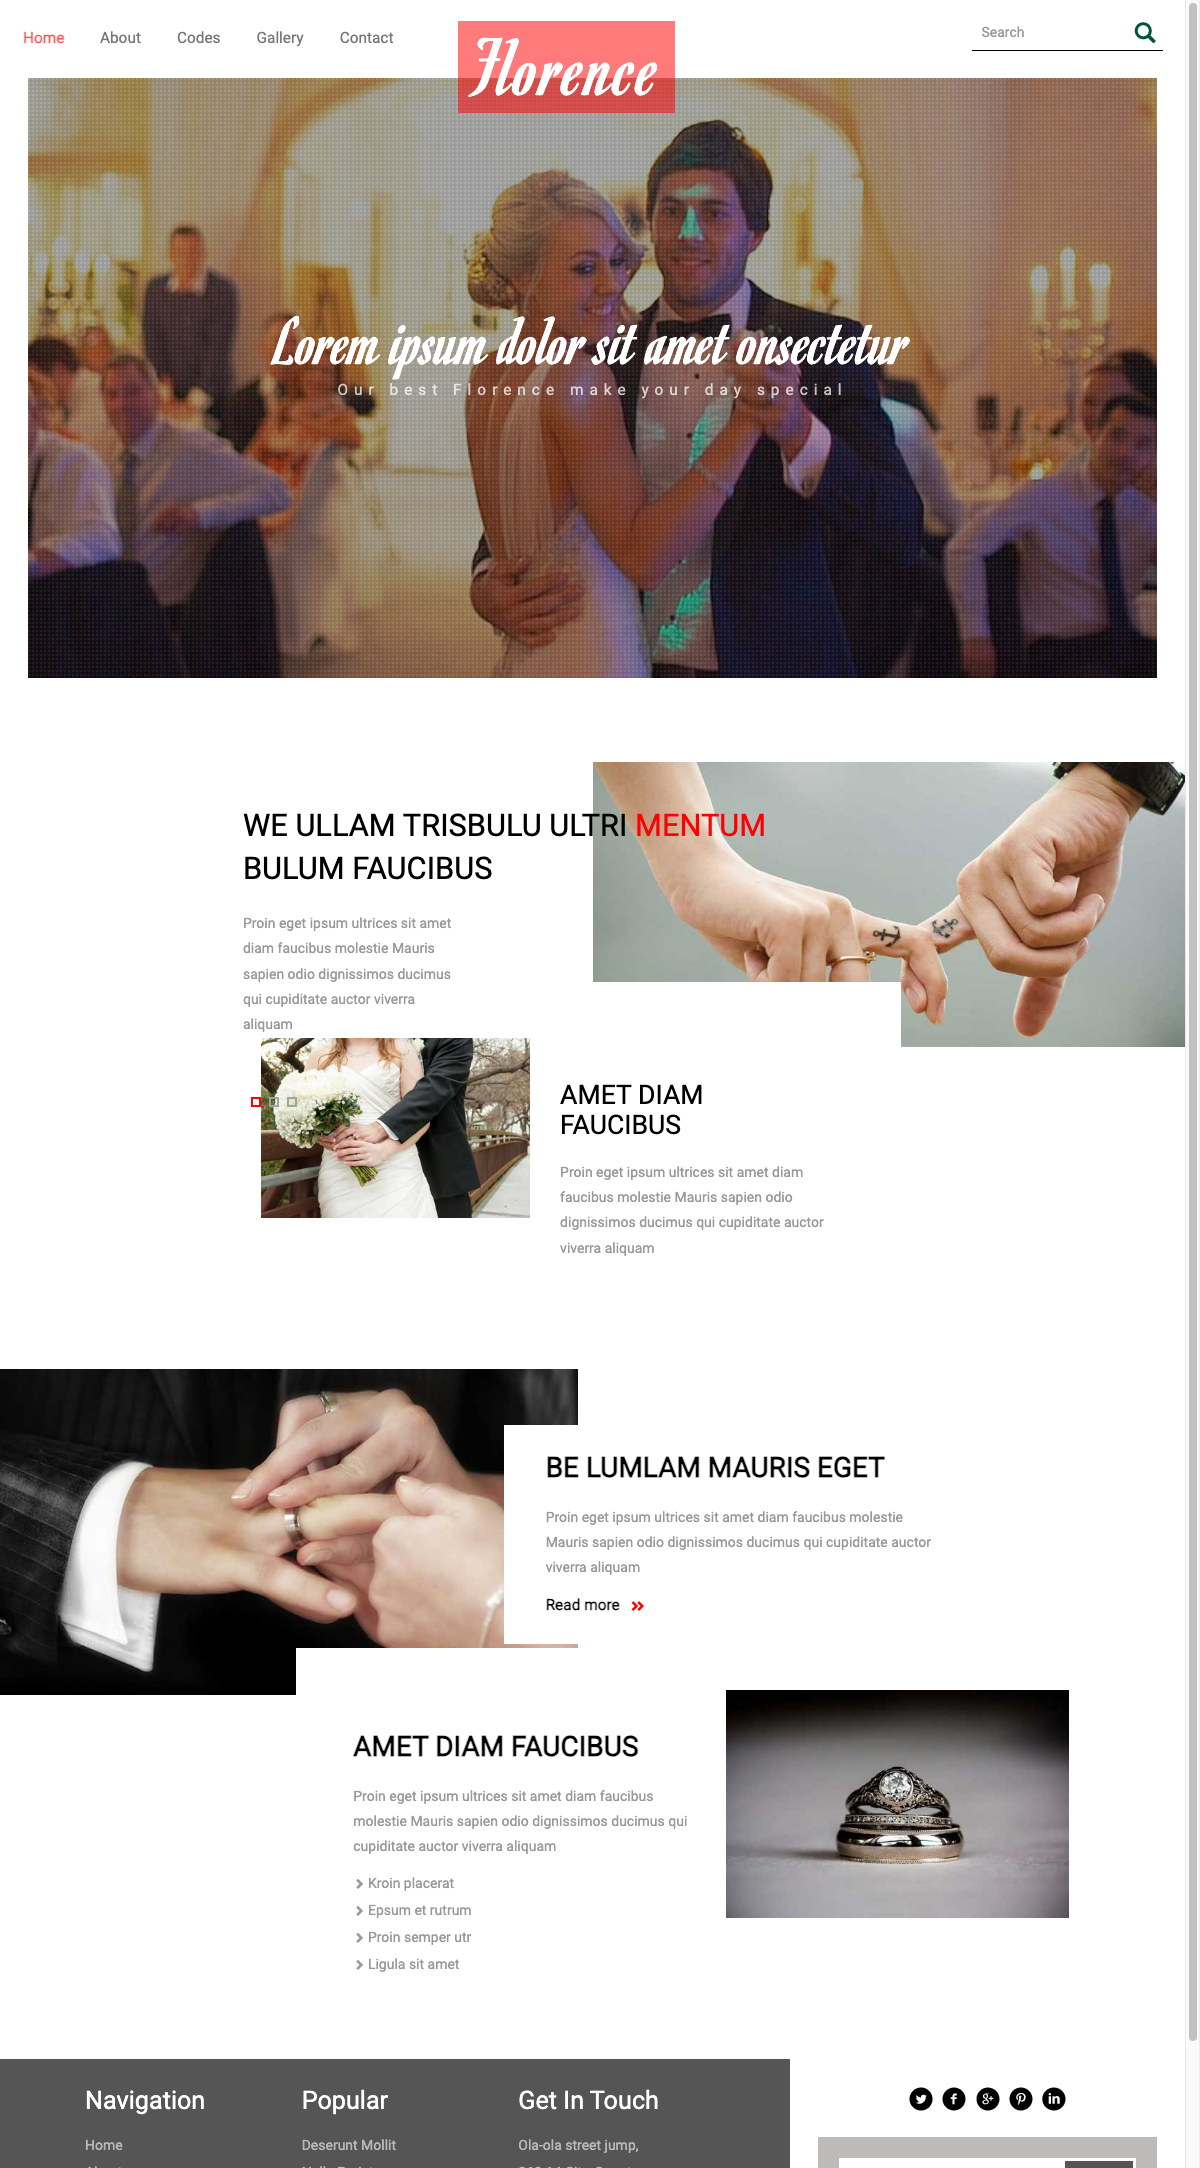 Home About Codes Gallery Contact
Florence
Search
Lorem ipsum dolor sit amet onsectetur
Our best Florence make your day special
WE ULLAM TRISBULU ULTRI MENTUM
BULUM FAUCIBUS
Proin eget ipsum ultrices sit amet
diam faucibus molestie Mauris
sapien odio dignissimos ducimus
qui cupiditate auctor viverra
aliquam
AMET DIAM
FAUCIBUS
Proin eget ipsum ultrices sit amet diam
faucibus molestie Mauris sapien odio
dignissimos ducimus qui cupiditate auctor
viverra aliquam
BE LUMLAM MAURIS EGET
Proin eget ipsum ultrices sit amet diam faucibus molestie
Mauris sapien odio dignissimos ducimus qui cupiditate auctor
viverra aliquam
Read more
AMET DIAM FAUCIBUS
Proin eget ipsum ultrices sit amet diam faucibus
molestie Mauris sapien odio dignissimos ducimus qui
cupiditate auctor viverra aliquam
Kroin placerat
Epsum et rutrum
Proin semper utr
Ligula sit amet
Navigation
Home
Popular
Deserunt Mollit
Get In Touch
Ola-ola street jump,